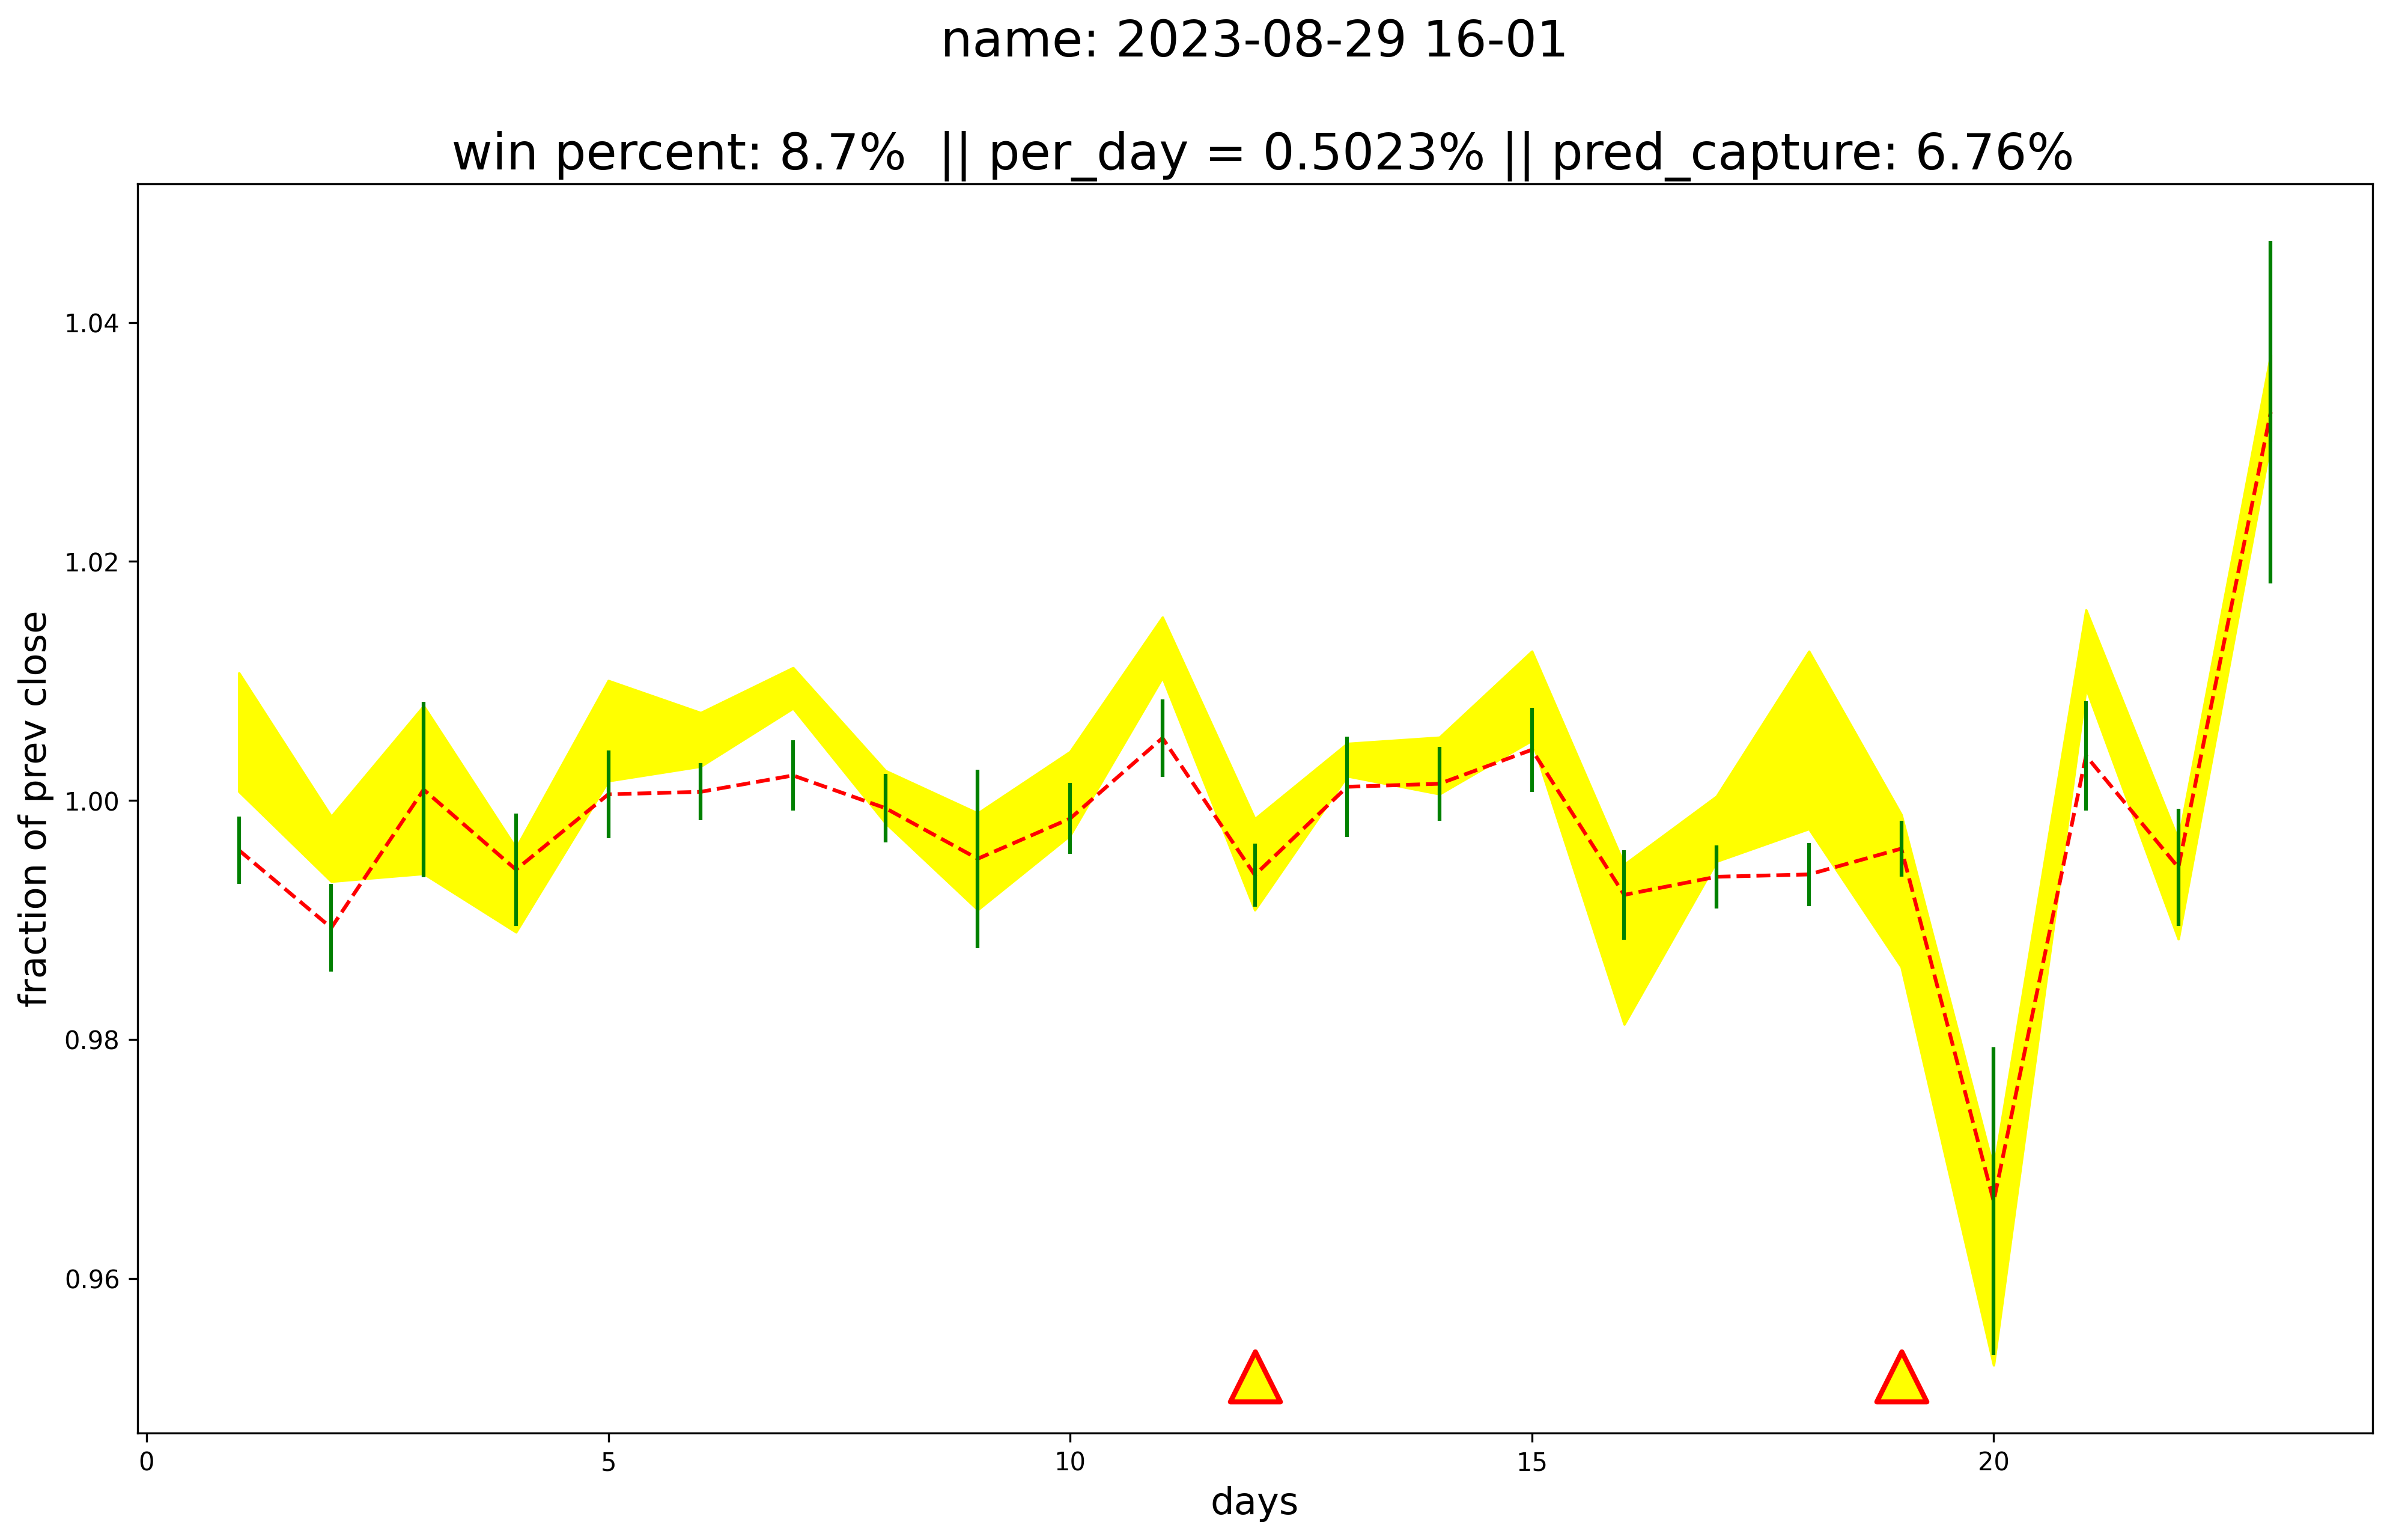 name: 2023-08-29 16-01
win percent: 8.7%  || per_day = 0.5023% || pred_capture: 6.76%
fraction of prev close
1.04
1.02
1.00
0.98
0.96
0
5
10
15
20
days